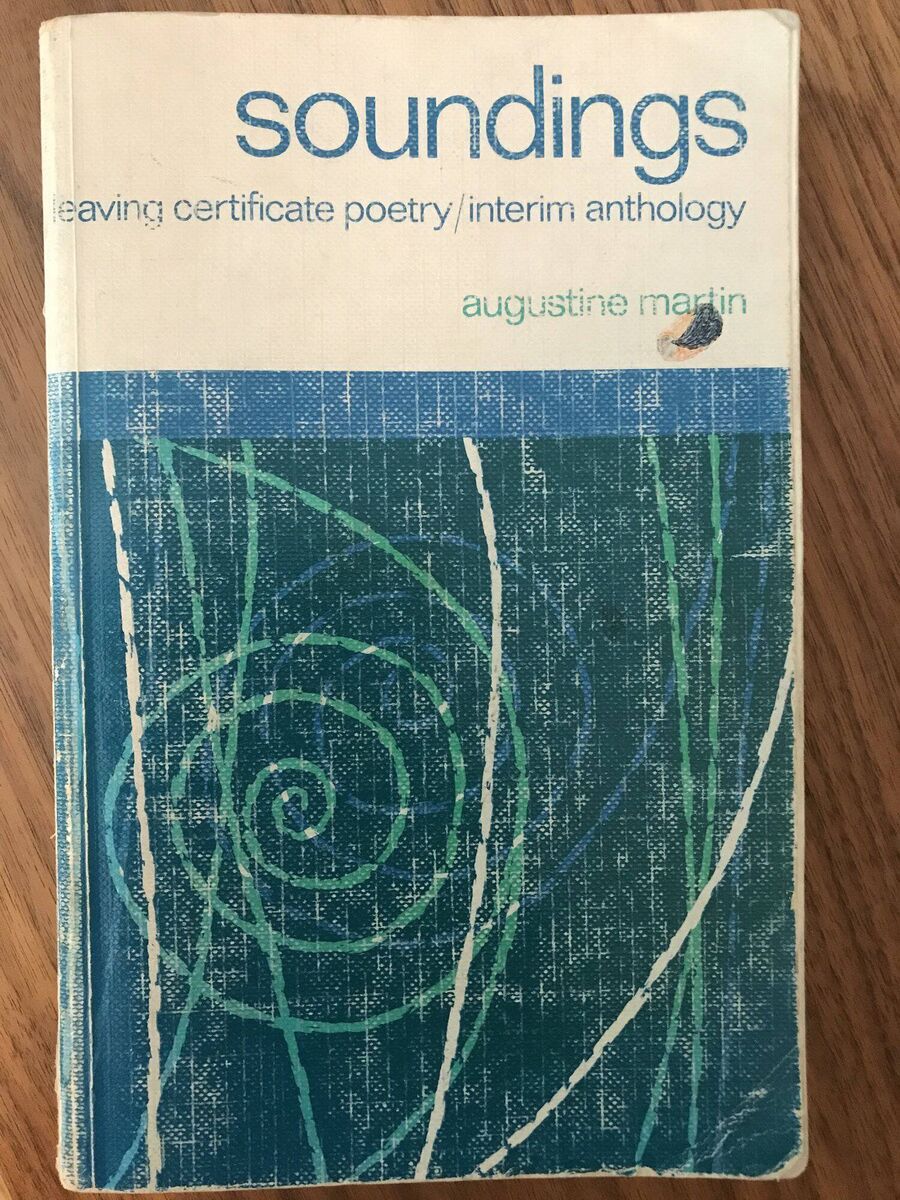 soundings
leaving certificate poetry/interim anthology
augustine martin